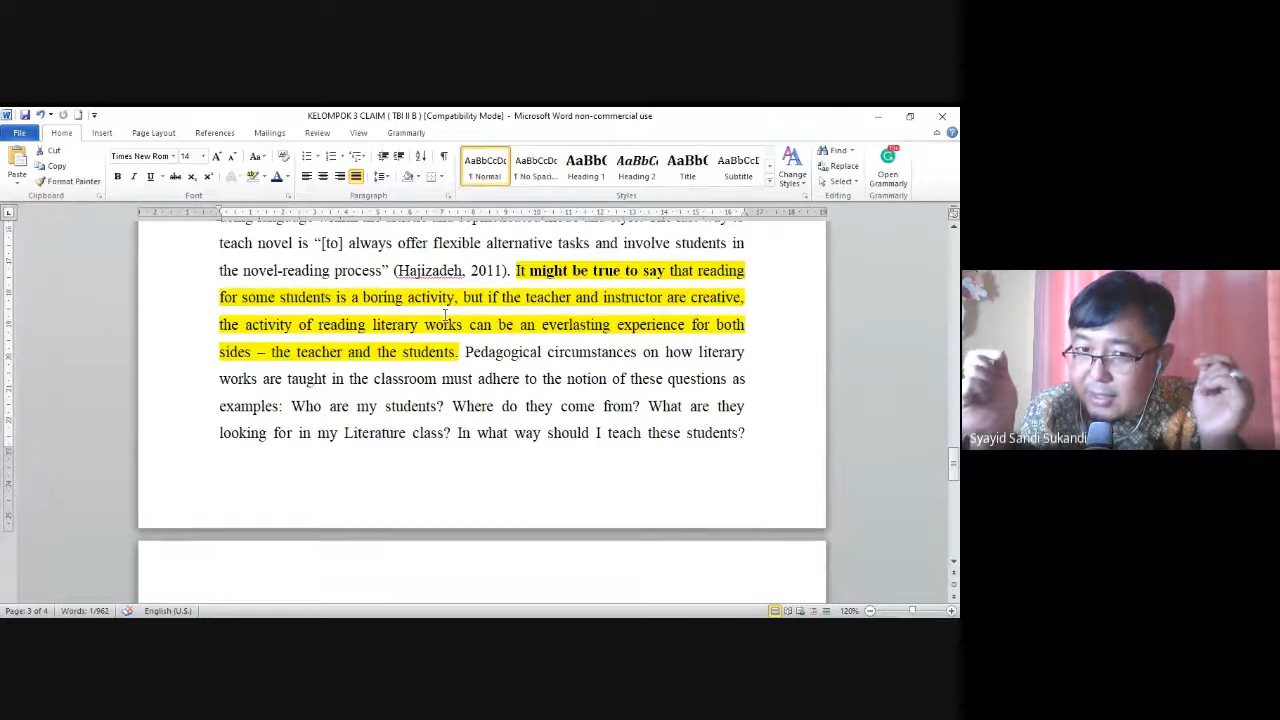 KELOMPOK 3 CLAIM ( TBI II B ) [Compatibility Mode] - Microsoft Word non-commercial use
File Home Insert Page Layout References Mailings Review View Grammarly
Cut
Copy
Format Painter
Paste
Clipboard
Times New Rom 14
Font
Paragraph
AaBbCcDc AaBbCcDc AaBbC AaBbCc AaBbC AaBbCcDc
¶ Normal ¶ No Spaci... Heading 1 Heading 2 Title Subtitle
Styles
Change
Styles
Find
Replace
Select
Editing
Open
Grammarly
Grammarly
teach novel is “[to] always offer flexible alternative tasks and involve students in
the novel-reading process” (Hajizadeh, 2011). It might be true to say that reading
for some students is a boring activity, but if the teacher and instructor are creative,
the activity of reading literary works can be an everlasting experience for both
sides – the teacher and the students. Pedagogical circumstances on how literary
works are taught in the classroom must adhere to the notion of these questions as
examples: Who are my students? Where do they come from? What are they
looking for in my Literature class? In what way should I teach these students?
Page: 3 of 4 Words: 1/962 English (U.S.) 120%
Syayid Sandi Sukandi